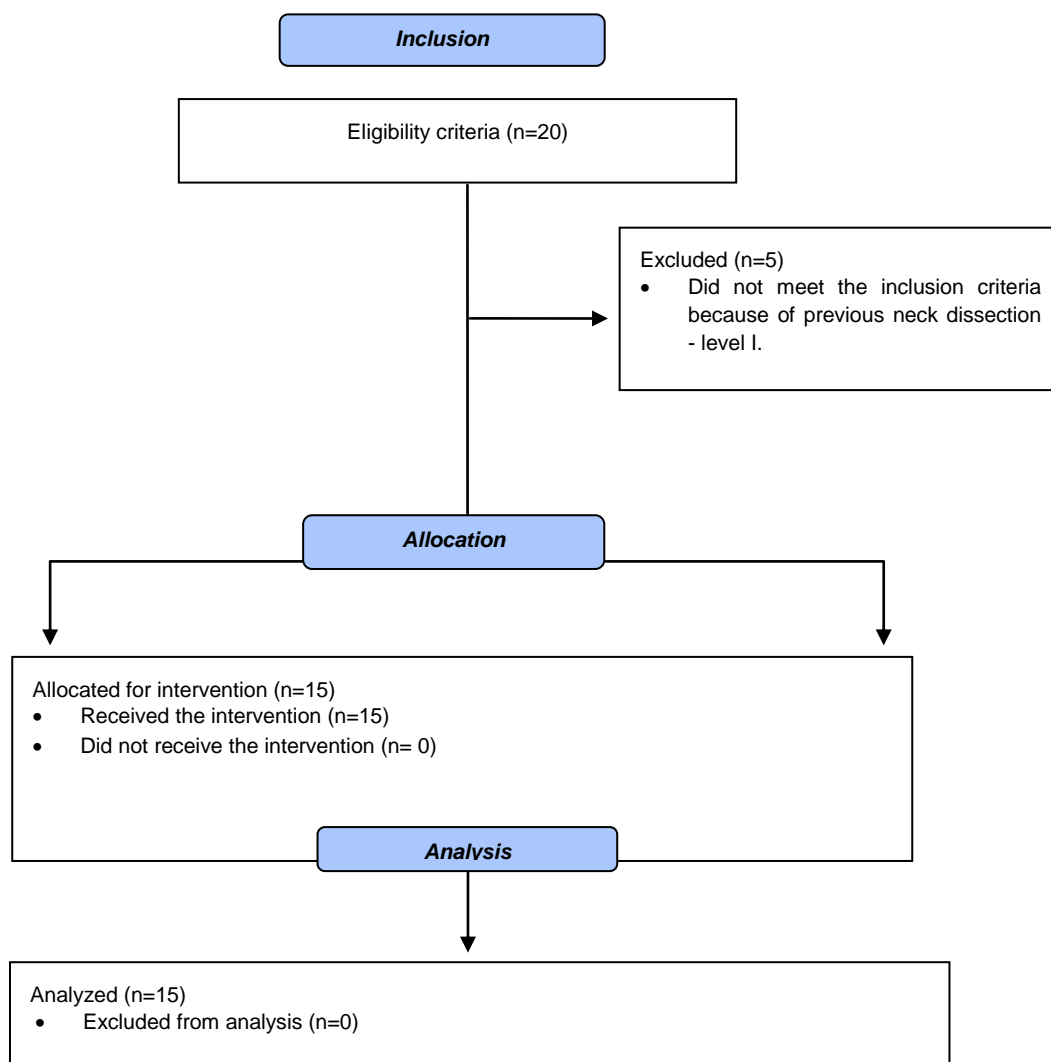 Inclusion
Eligibility criteria (n=20)
Excluded (n=5)
• Did not meet the inclusion criteria
because of previous neck dissection
- level I.
Allocation
Allocated for intervention (n=15)
• Received the intervention (n=15)
• Did not receive the intervention (n= 0)
Analysis
Analyzed (n=15)
• Excluded from analysis (n=0)